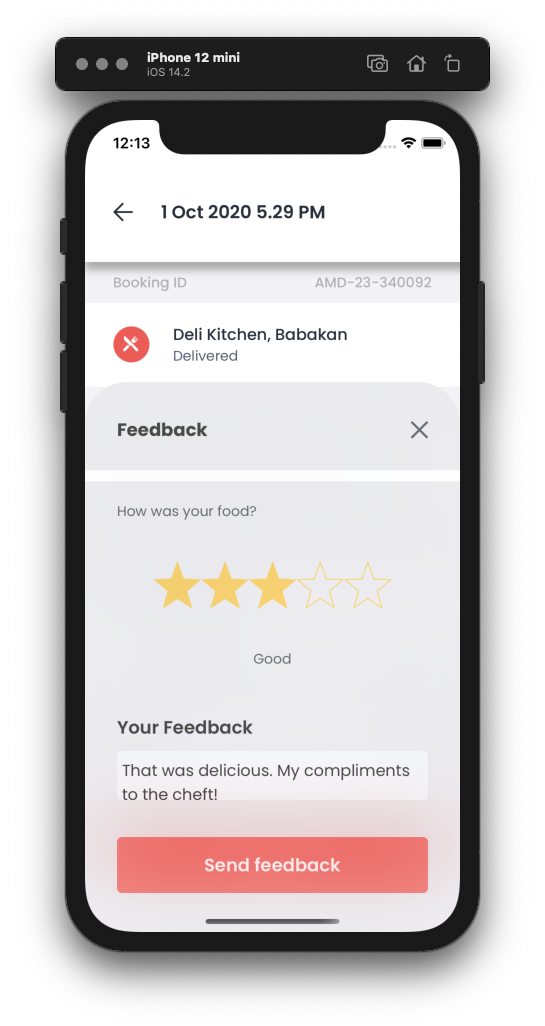 iPhone 12 mini
iOS 14.2
12:13
1 Oct 2020 5.29 PM
Booking ID AMD-23-340092
Deli Kitchen, Babakan
Delivered
Feedback
How was your food?
Good
Your Feedback
That was delicious. My compliments
to the cheft!
Send feedback